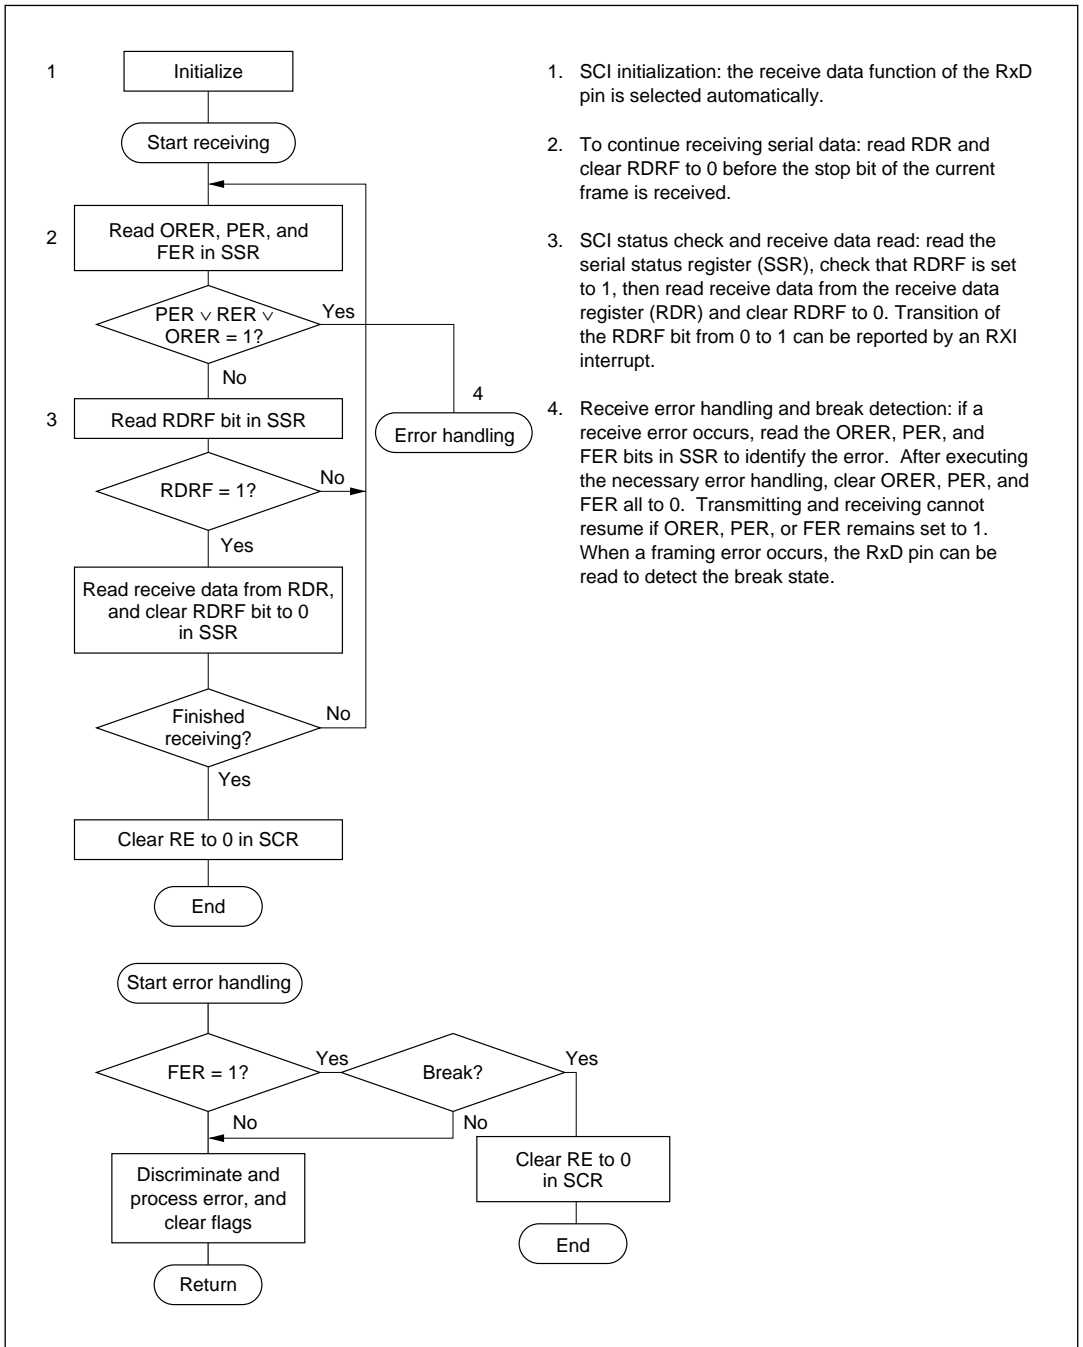 1
Initialize
Start receiving
2
Read ORER, PER, and
FER in SSR
PER ∨ RER ∨
ORER = 1?
Yes
No
4
Error handling
3
Read RDRF bit in SSR
RDRF = 1?
No
Yes
Read receive data from RDR,
and clear RDRF bit to 0
in SSR
Finished
receiving?
No
Yes
Clear RE to 0 in SCR
End
1. SCI initialization: the receive data function of the RxD
pin is selected automatically.
2. To continue receiving serial data: read RDR and
clear RDRF to 0 before the stop bit of the current
frame is received.
3. SCI status check and receive data read: read the
serial status register (SSR), check that RDRF is set
to 1, then read receive data from the receive data
register (RDR) and clear RDRF to 0. Transition of
the RDRF bit from 0 to 1 can be reported by an RXI
interrupt.
4. Receive error handling and break detection: if a
receive error occurs, read the ORER, PER, and
FER bits in SSR to identify the error. After executing
the necessary error handling, clear ORER, PER, and
FER all to 0. Transmitting and receiving cannot
resume if ORER, PER, or FER remains set to 1.
When a framing error occurs, the RxD pin can be
read to detect the break state.
Start error handling
FER = 1?
Yes
Break?
Yes
No
No
Discriminate and
process error, and
clear flags
Clear RE to 0
in SCR
End
Return